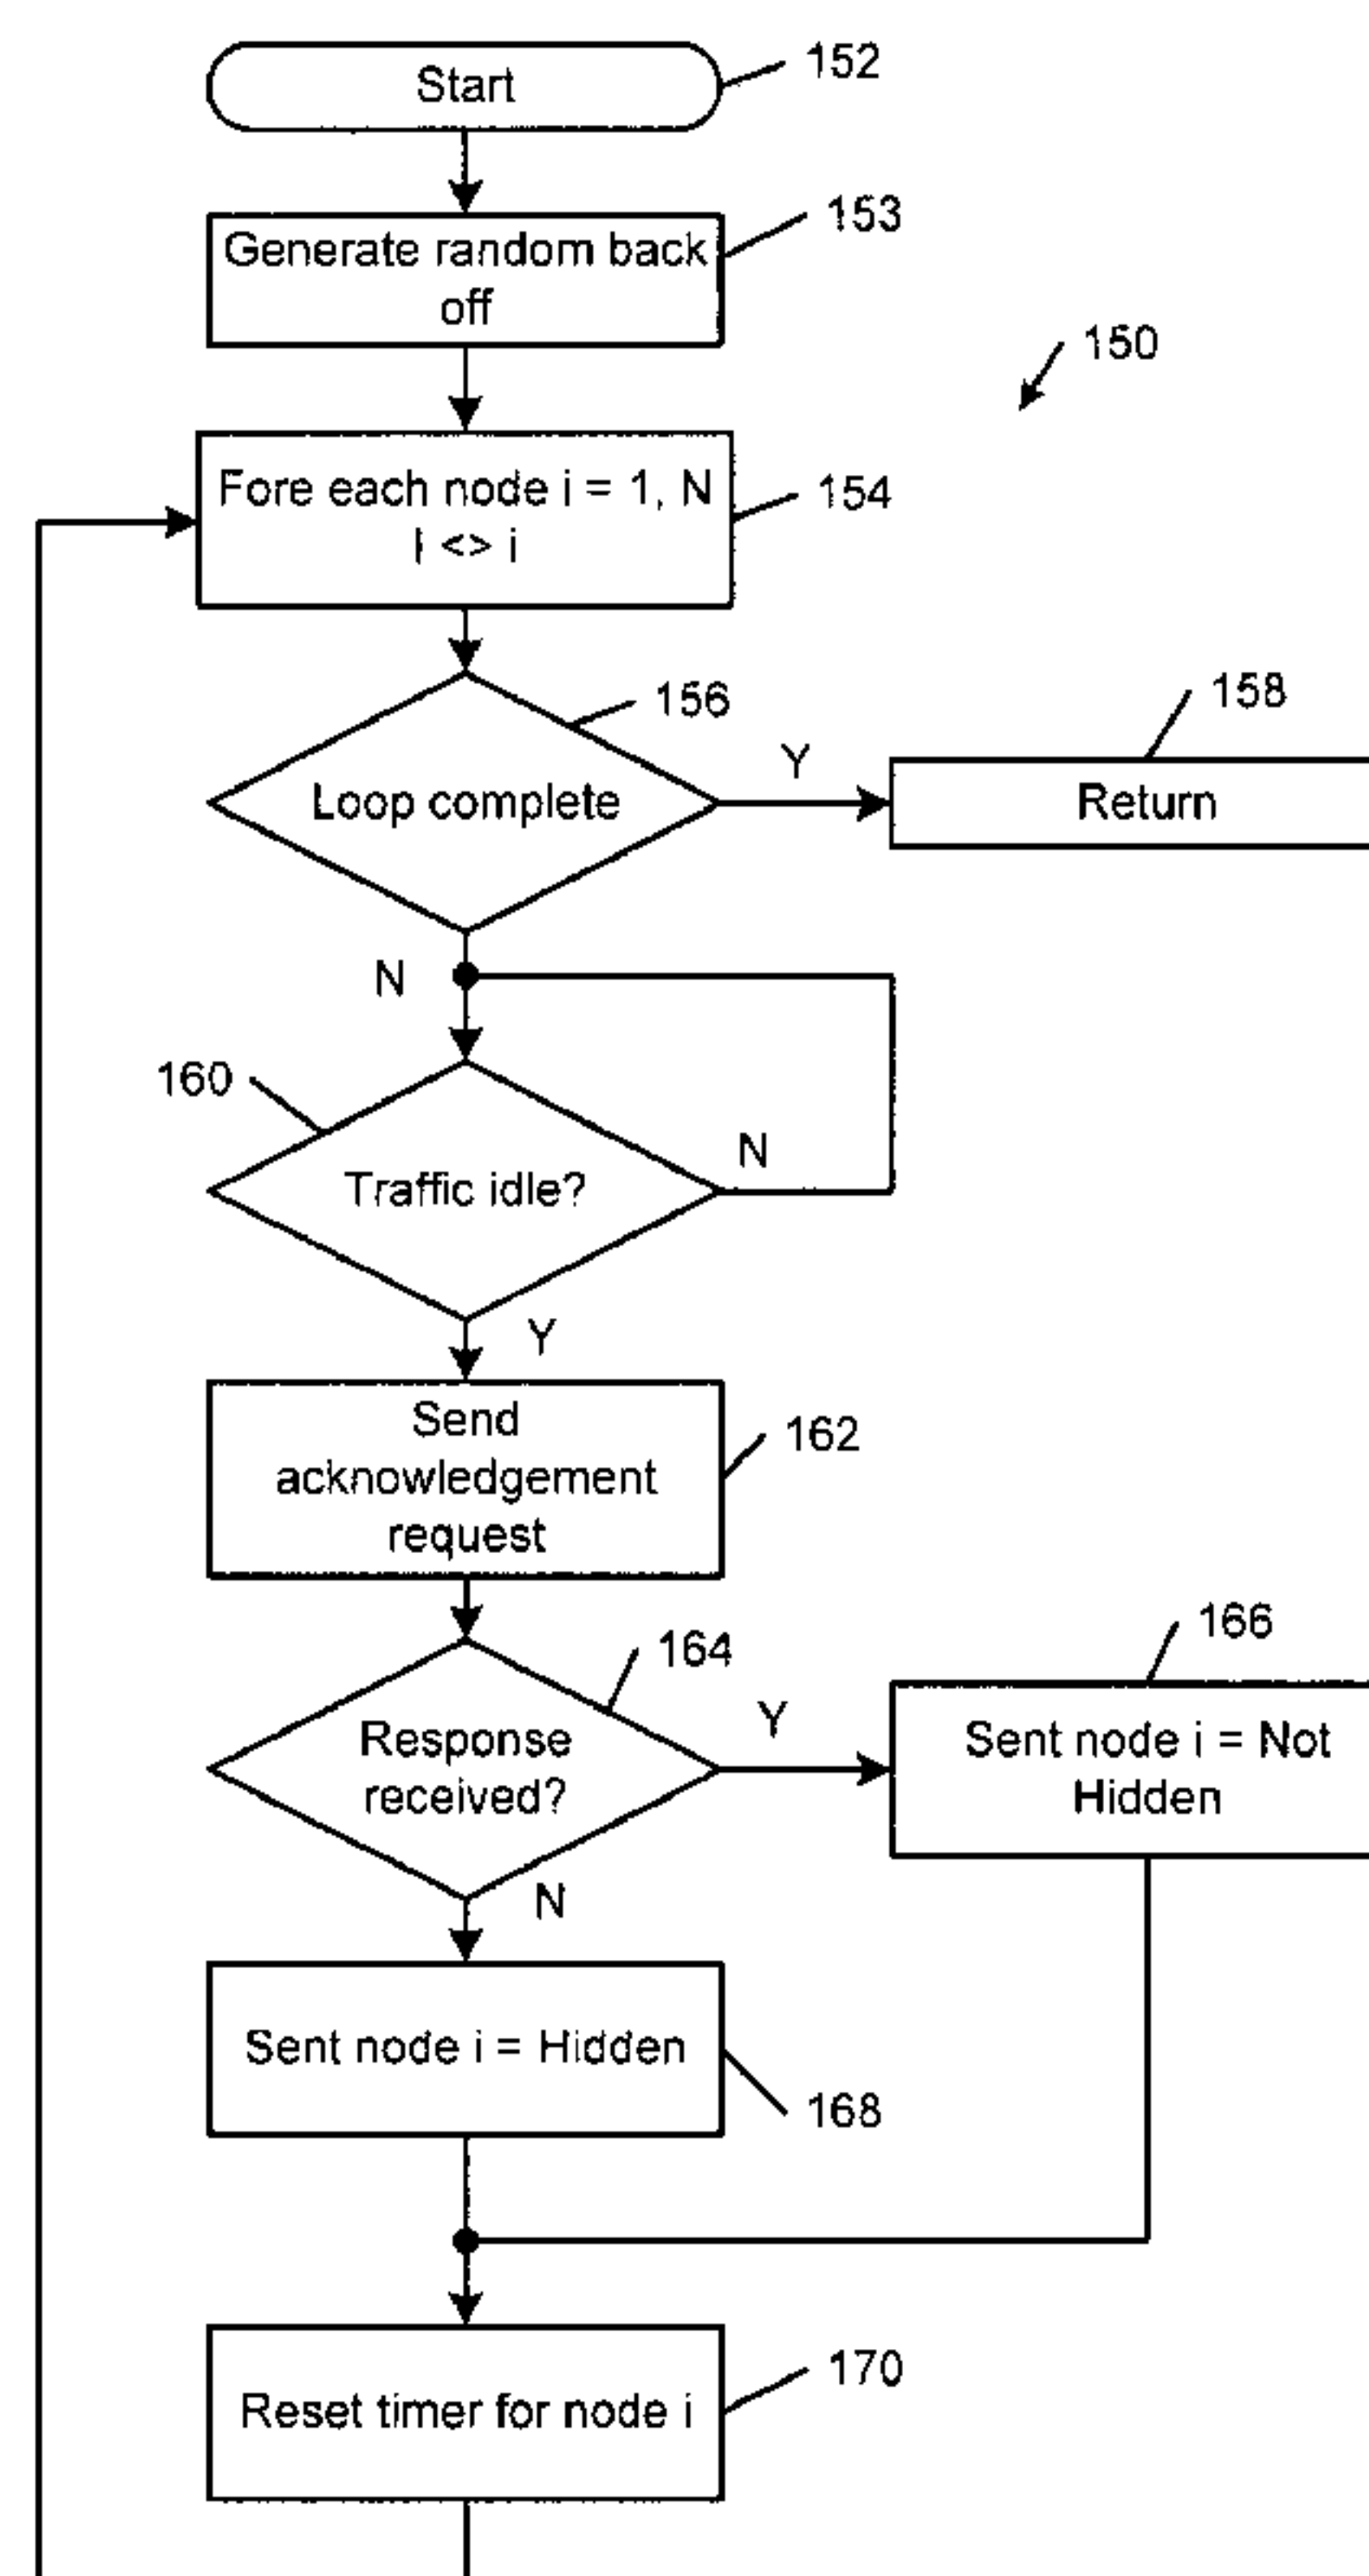 Start
152
Generate random back
off
153
150
Fore each node i = 1, N
I <> i
154
156
Loop complete
Y
158
Return
N
160
Traffic idle?
N
Y
Send
acknowledgement
request
162
164
Response
received?
Y
166
Sent node i = Not
Hidden
N
Sent node i = Hidden
168
Reset timer for node i
170